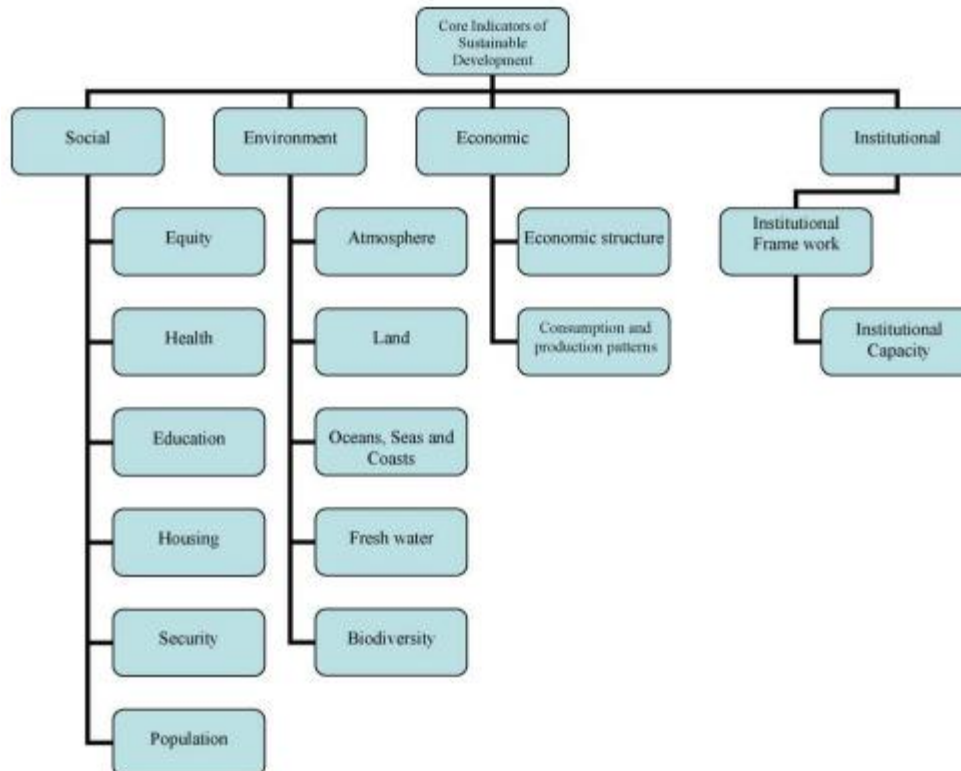 Core Indicators of
Sustainable
Development
Social
Environment
Economic
Institutional
Equity
Atmosphere
Economic structure
Institutional
Frame work
Health
Land
Consumption and
production patterns
Institutional
Capacity
Education
Oceans, Seas and
Coasts
Housing
Fresh water
Security
Biodiversity
Population